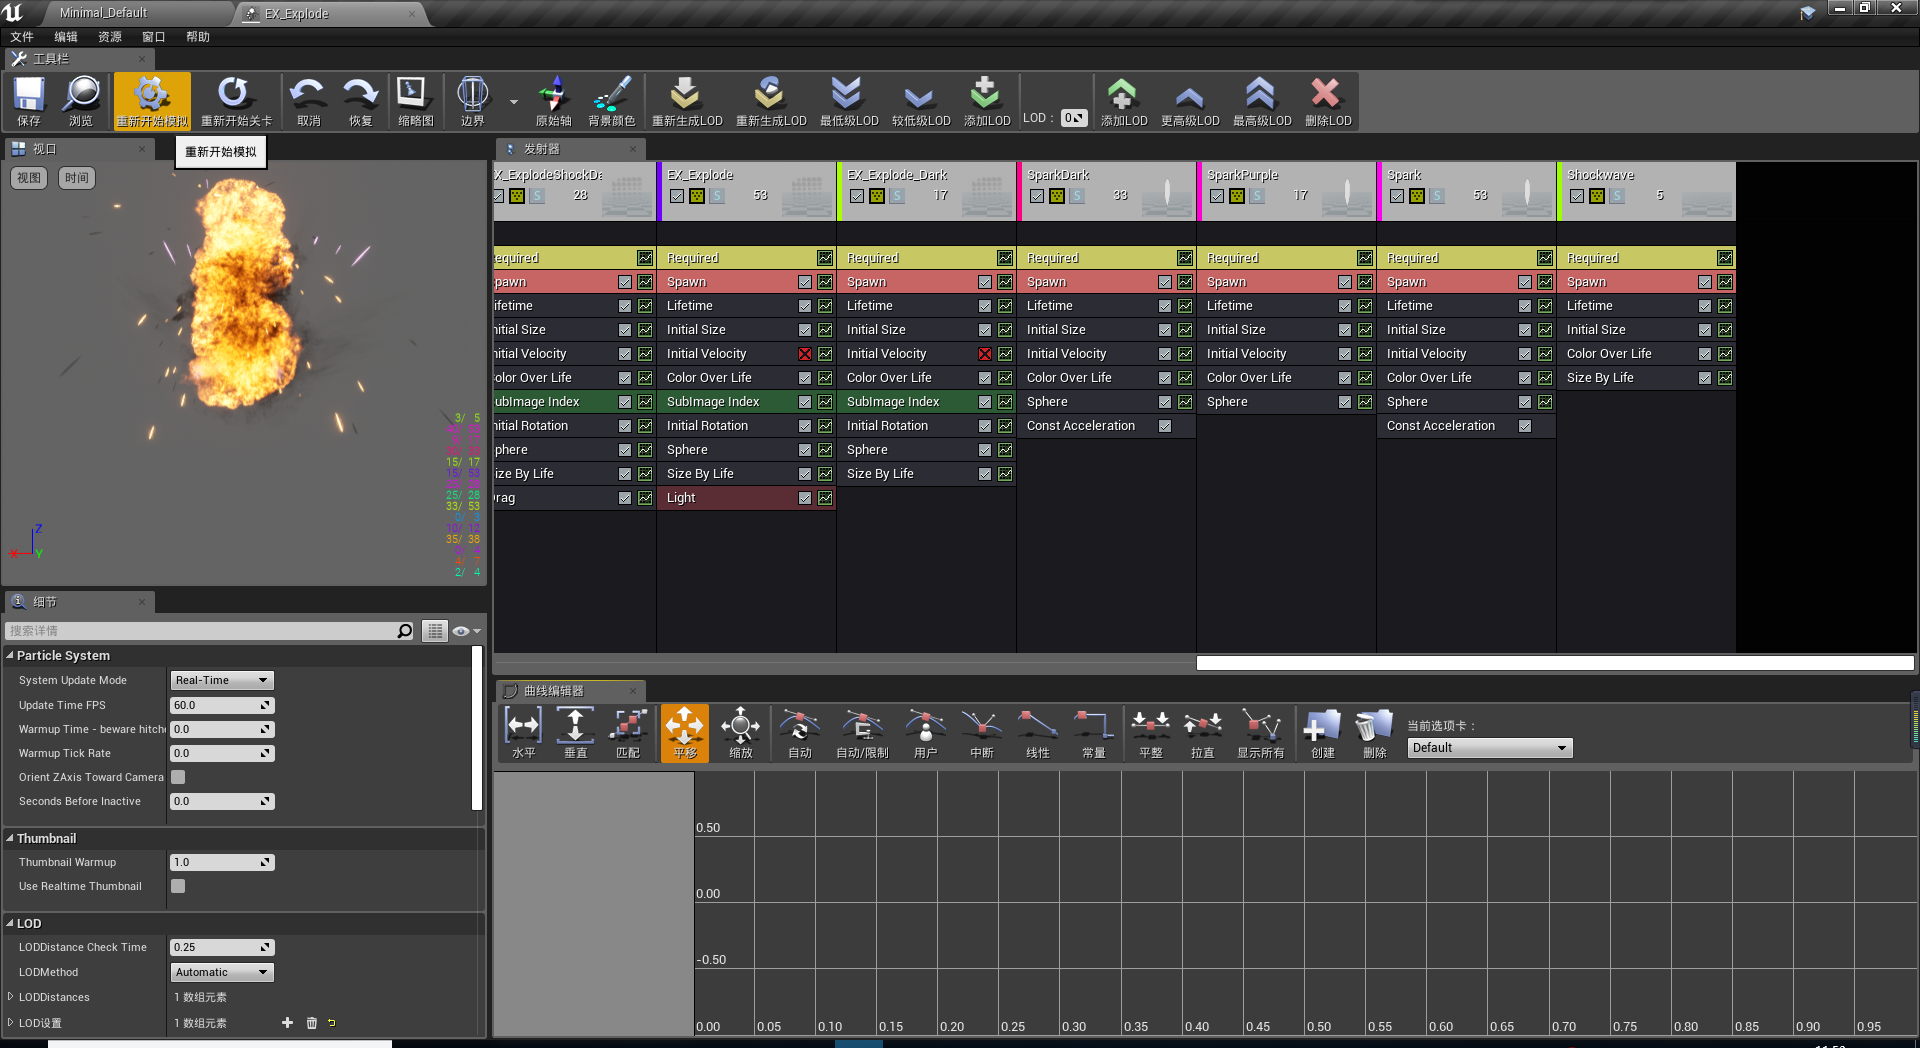 Minimal_Default
EX_Explode
文件 编辑 资源 窗口 帮助
工具栏
保存 浏览 重新开始模拟 重新开始关卡 取消 恢复 缩略图 边界 原始轴 背景颜色 重新生成LOD 重新生成LOD 最低级LOD 较低级LOD 添加LOD LOD： 0 添加LOD 更高级LOD 最高级LOD 删除LOD
视口
重新开始模拟
视图 时间
3/ 5
15/ 17
15/ 53
25/ 28
33/ 53
10/ 12
35/ 38
4/ 7
2/ 4
Z
X Y
发射器
X_ExplodeShockDa EX_Explode EX_Explode_Dark SparkDark SparkPurple Spark Shockwave
S 28 S 53 S 17 S 33 S 17 S 53 S 5
equired Required Required Required Required Required Required
pawn Spawn Spawn Spawn Spawn Spawn Spawn
ifetime Lifetime Lifetime Lifetime Lifetime Lifetime Lifetime
nitial Size Initial Size Initial Size Initial Size Initial Size Initial Size Initial Size
nitial Velocity Initial Velocity Initial Velocity Initial Velocity Initial Velocity Initial Velocity Color Over Life
olor Over Life Color Over Life Color Over Life Color Over Life Color Over Life Color Over Life Size By Life
ubImage Index SubImage Index SubImage Index Sphere Sphere Sphere
nitial Rotation Initial Rotation Initial Rotation Const Acceleration Const Acceleration
phere Sphere Sphere
ize By Life Size By Life Size By Life
rag Light
细节
搜索详情
Particle System
System Update Mode Real-Time
Update Time FPS 60.0
Warmup Time - beware hitche 0.0
Warmup Tick Rate 0.0
Orient ZAxis Toward Camera
Seconds Before Inactive 0.0
Thumbnail
Thumbnail Warmup 1.0
Use Realtime Thumbnail
LOD
LODDistance Check Time 0.25
LODMethod Automatic
LODDistances 1 数组元素
LOD设置 1 数组元素
曲线编辑器
水平 垂直 匹配 平移 缩放 自动 自动/限制 用户 中断 线性 常量 平整 拉直 显示所有 创建 删除
当前选项卡：
Default
0.50
0.00
-0.50
0.00 0.05 0.10 0.15 0.20 0.25 0.30 0.35 0.40 0.45 0.50 0.55 0.60 0.65 0.70 0.75 0.80 0.85 0.90 0.95